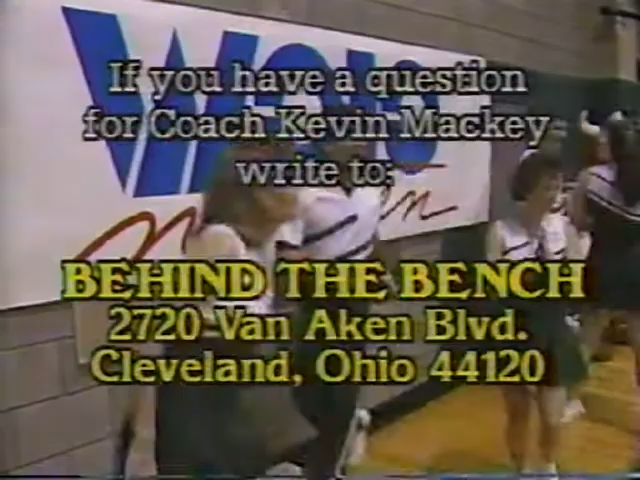 If you have a question
for Coach Kevin Mackey
write to:
BEHIND THE BENCH
2720 Van Aken Blvd.
Cleveland, Ohio 44120